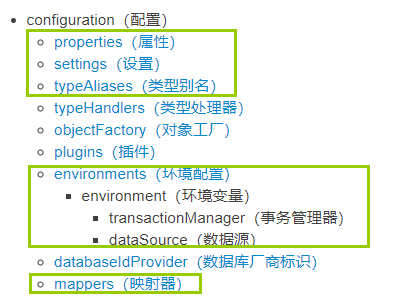 configuration（配置）
properties（属性）
settings（设置）
typeAliases（类型别名）
typeHandlers（类型处理器）
objectFactory（对象工厂）
plugins（插件）
environments（环境配置）
environment（环境变量）
transactionManager（事务管理器）
dataSource（数据源）
databaseIdProvider（数据库厂商标识）
mappers（映射器）